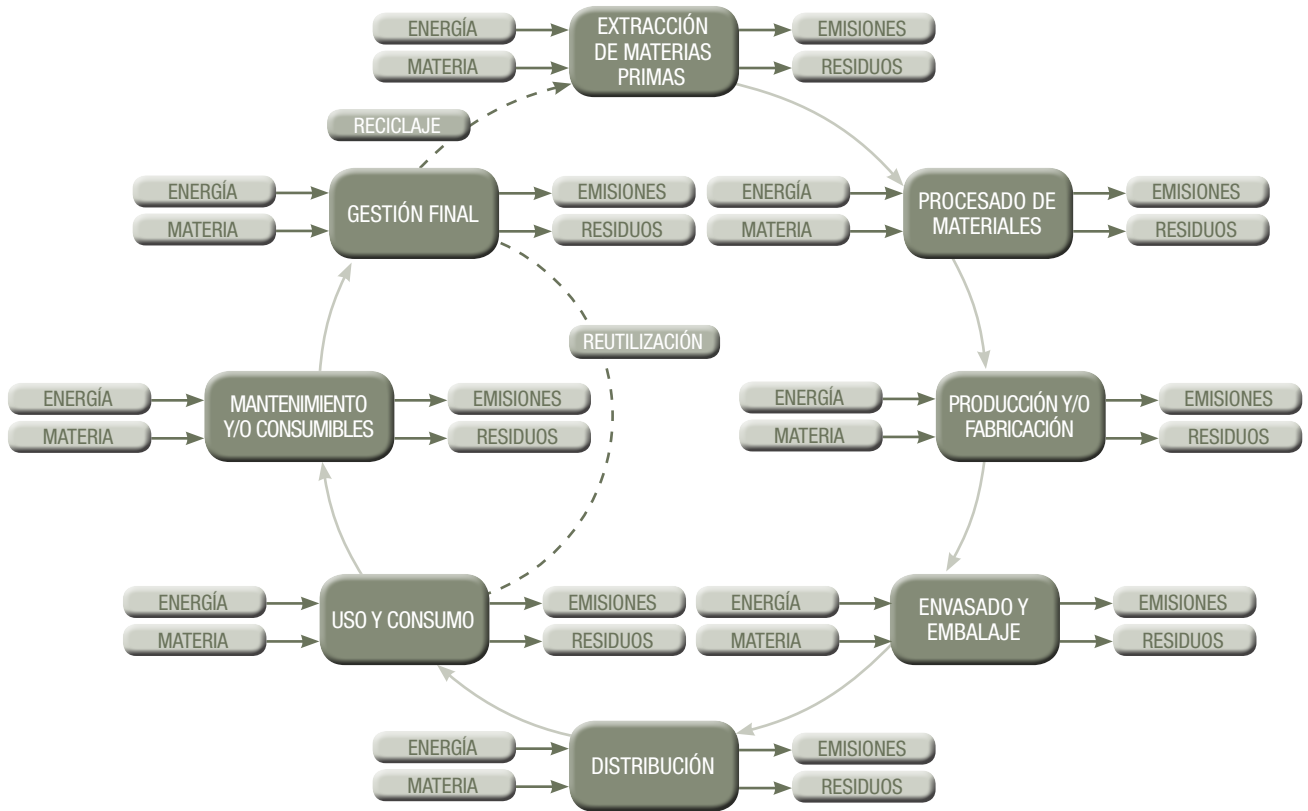 ENERGÍA
MATERIA
EXTRACCIÓN
DE MATERIAS
PRIMAS
EMISIONES
RESIDUOS
RECICLAJE
ENERGÍA
MATERIA
GESTIÓN FINAL
EMISIONES
RESIDUOS
ENERGÍA
MATERIA
PROCESADO DE
MATERIALES
EMISIONES
RESIDUOS
REUTILIZACIÓN
ENERGÍA
MATERIA
MANTENIMIENTO
Y/O CONSUMIBLES
EMISIONES
RESIDUOS
ENERGÍA
MATERIA
PRODUCCIÓN Y/O
FABRICACIÓN
EMISIONES
RESIDUOS
ENERGÍA
MATERIA
USO Y CONSUMO
EMISIONES
RESIDUOS
ENERGÍA
MATERIA
ENVASADO Y
EMBALAJE
EMISIONES
RESIDUOS
ENERGÍA
MATERIA
DISTRIBUCIÓN
EMISIONES
RESIDUOS